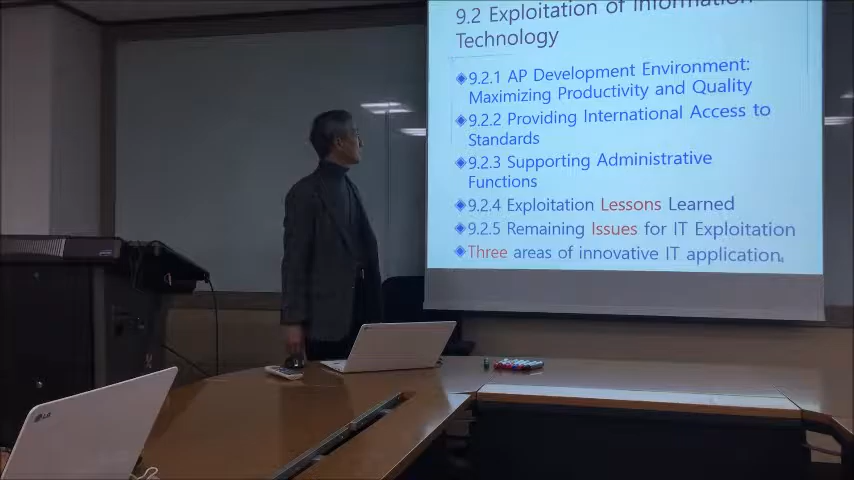 9.2 Exploitation of Information
Technology
◈9.2.1 AP Development Environment:
Maximizing Productivity and Quality
◈9.2.2 Providing International Access to
Standards
◈9.2.3 Supporting Administrative
Functions
◈9.2.4 Exploitation Lessons Learned
◈9.2.5 Remaining Issues for IT Exploitation
◈Three areas of innovative IT application.
LG